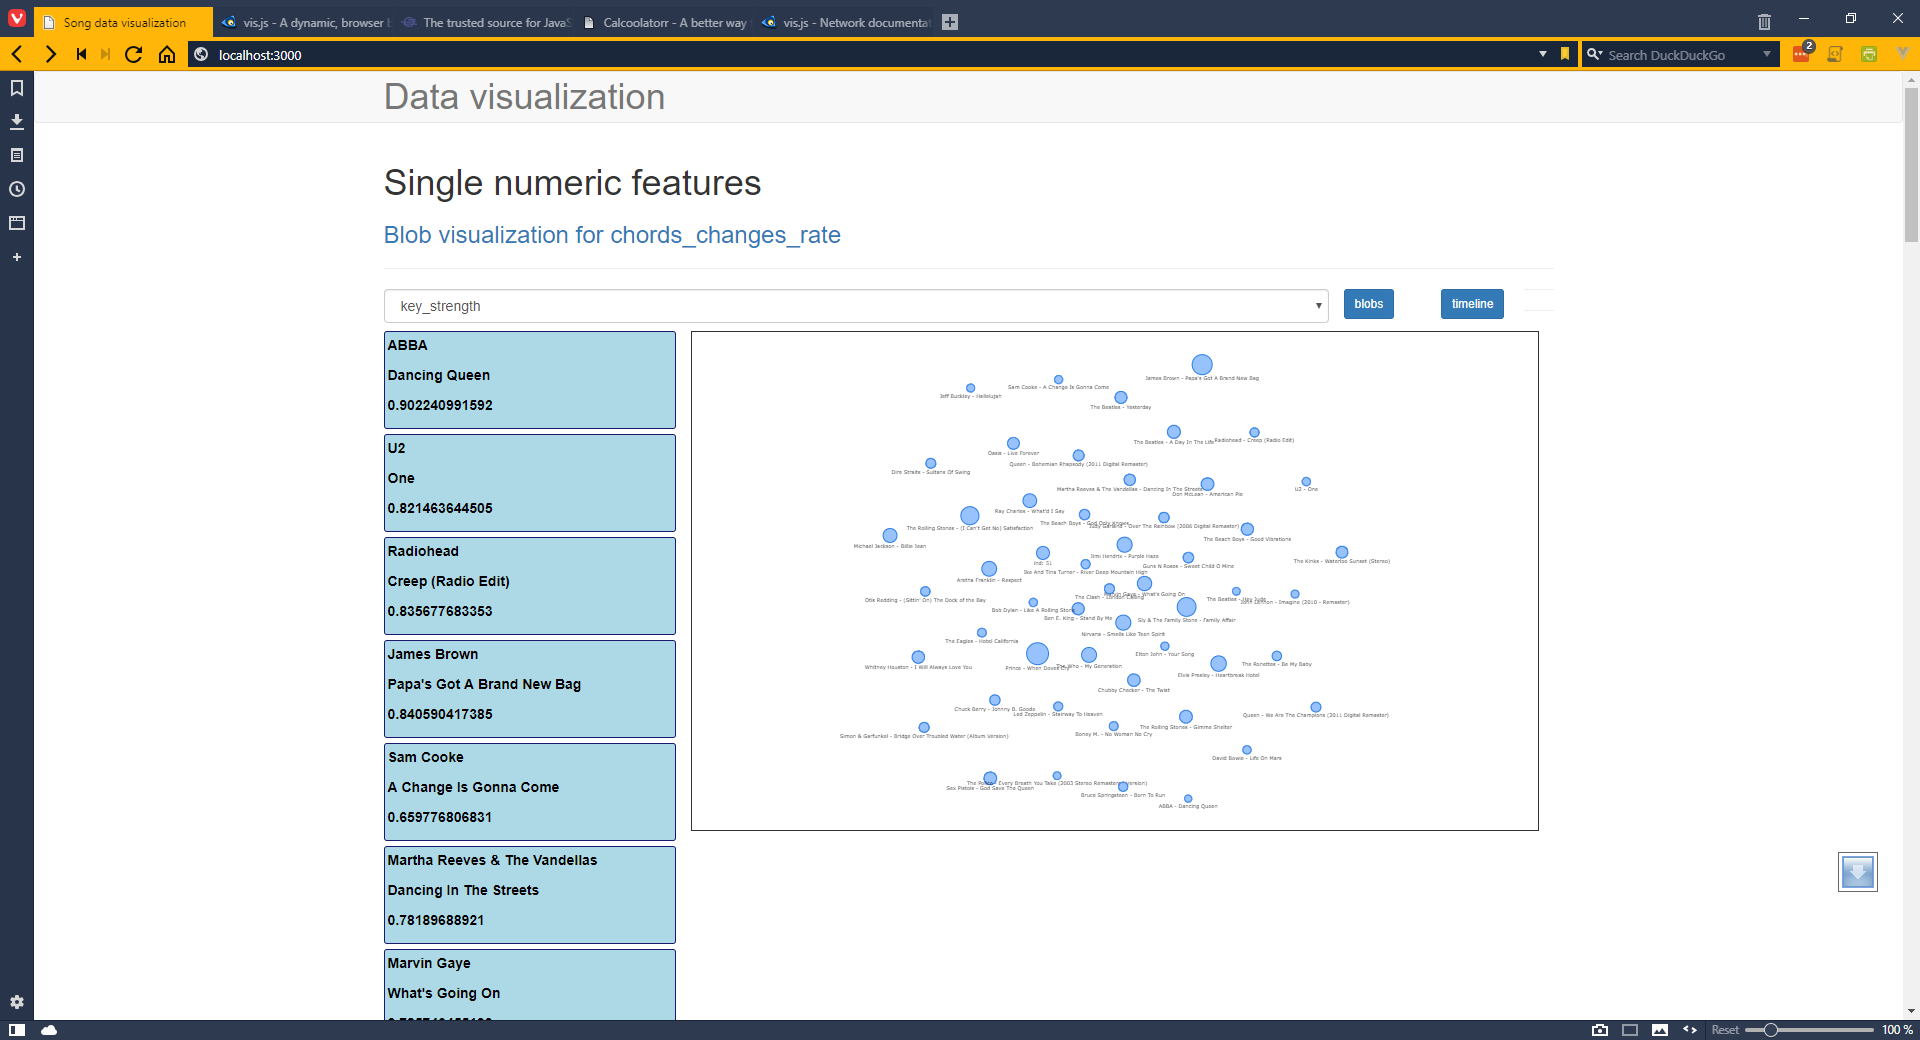 Song data visualization
vis.js - A dynamic, browser b
The trusted source for JavaS
Calcoolatorr - A better way
vis.js - Network documentat
localhost:3000
Search DuckDuckGo
2
Data visualization
Single numeric features
Blob visualization for chords_changes_rate
key_strength
blobs
timeline
ABBA
Dancing Queen
0.902240991592
U2
One
0.821463644505
Radiohead
Creep (Radio Edit)
0.835677683353
James Brown
Papa's Got A Brand New Bag
0.840590417385
Sam Cooke
A Change Is Gonna Come
0.659776806831
Martha Reeves & The Vandellas
Dancing In The Streets
0.78189688921
Marvin Gaye
What's Going On
James Brown - Papa's Got A Brand New Bag
Sam Cooke - A Change Is Gonna Come
Jeff Buckley - Hallelujah
The Beatles - Yesterday
The Beatles - A Day In The Life
Radiohead - Creep (Radio Edit)
Oasis - Live Forever
Queen - Bohemian Rhapsody (2011 Digital Remaster)
Dire Straits - Sultans Of Swing
Martha Reeves & The Vandellas - Dancing In The Streets
Don McLean - American Pie
U2 - One
Ray Charles - What'd I Say
The Rolling Stones - (I Can't Get No) Satisfaction
The Beach Boys - God Only Knows
Judy Garland - Over The Rainbow (2006 Digital Remaster)
The Beach Boys - Good Vibrations
Michael Jackson - Billie Jean
Jimi Hendrix - Purple Haze
The Kinks - Waterloo Sunset (Stereo)
Ind: 51
Guns N Roses - Sweet Child O Mine
Ike And Tina Turner - River Deep Mountain High
Aretha Franklin - Respect
Marvin Gaye - What's Going On
The Clash - London Calling
Otis Redding - (Sittin' On) The Dock of the Bay
The Beatles - Hey Jude
John Lennon - Imagine (2010 - Remaster)
Bob Dylan - Like A Rolling Stone
Ben E. King - Stand By Me
Sly & The Family Stone - Family Affair
Nirvana - Smells Like Teen Spirit
The Eagles - Hotel California
Elton John - Your Song
Whitney Houston - I Will Always Love You
Prince - When Doves Cry
The Who - My Generation
The Ronettes - Be My Baby
Elvis Presley - Heartbreak Hotel
Chubby Checker - The Twist
Chuck Berry - Johnny B. Goode
Led Zeppelin - Stairway To Heaven
Queen - We Are The Champions (2011 Digital Remaster)
The Rolling Stones - Gimme Shelter
Simon & Garfunkel - Bridge Over Troubled Water (Album Version)
Boney M. - No Woman No Cry
David Bowie - Life On Mars
The Police - Every Breath You Take (2003 Stereo Remastered Version)
Sex Pistols - God Save The Queen
Bruce Springsteen - Born To Run
ABBA - Dancing Queen
Reset
100 %